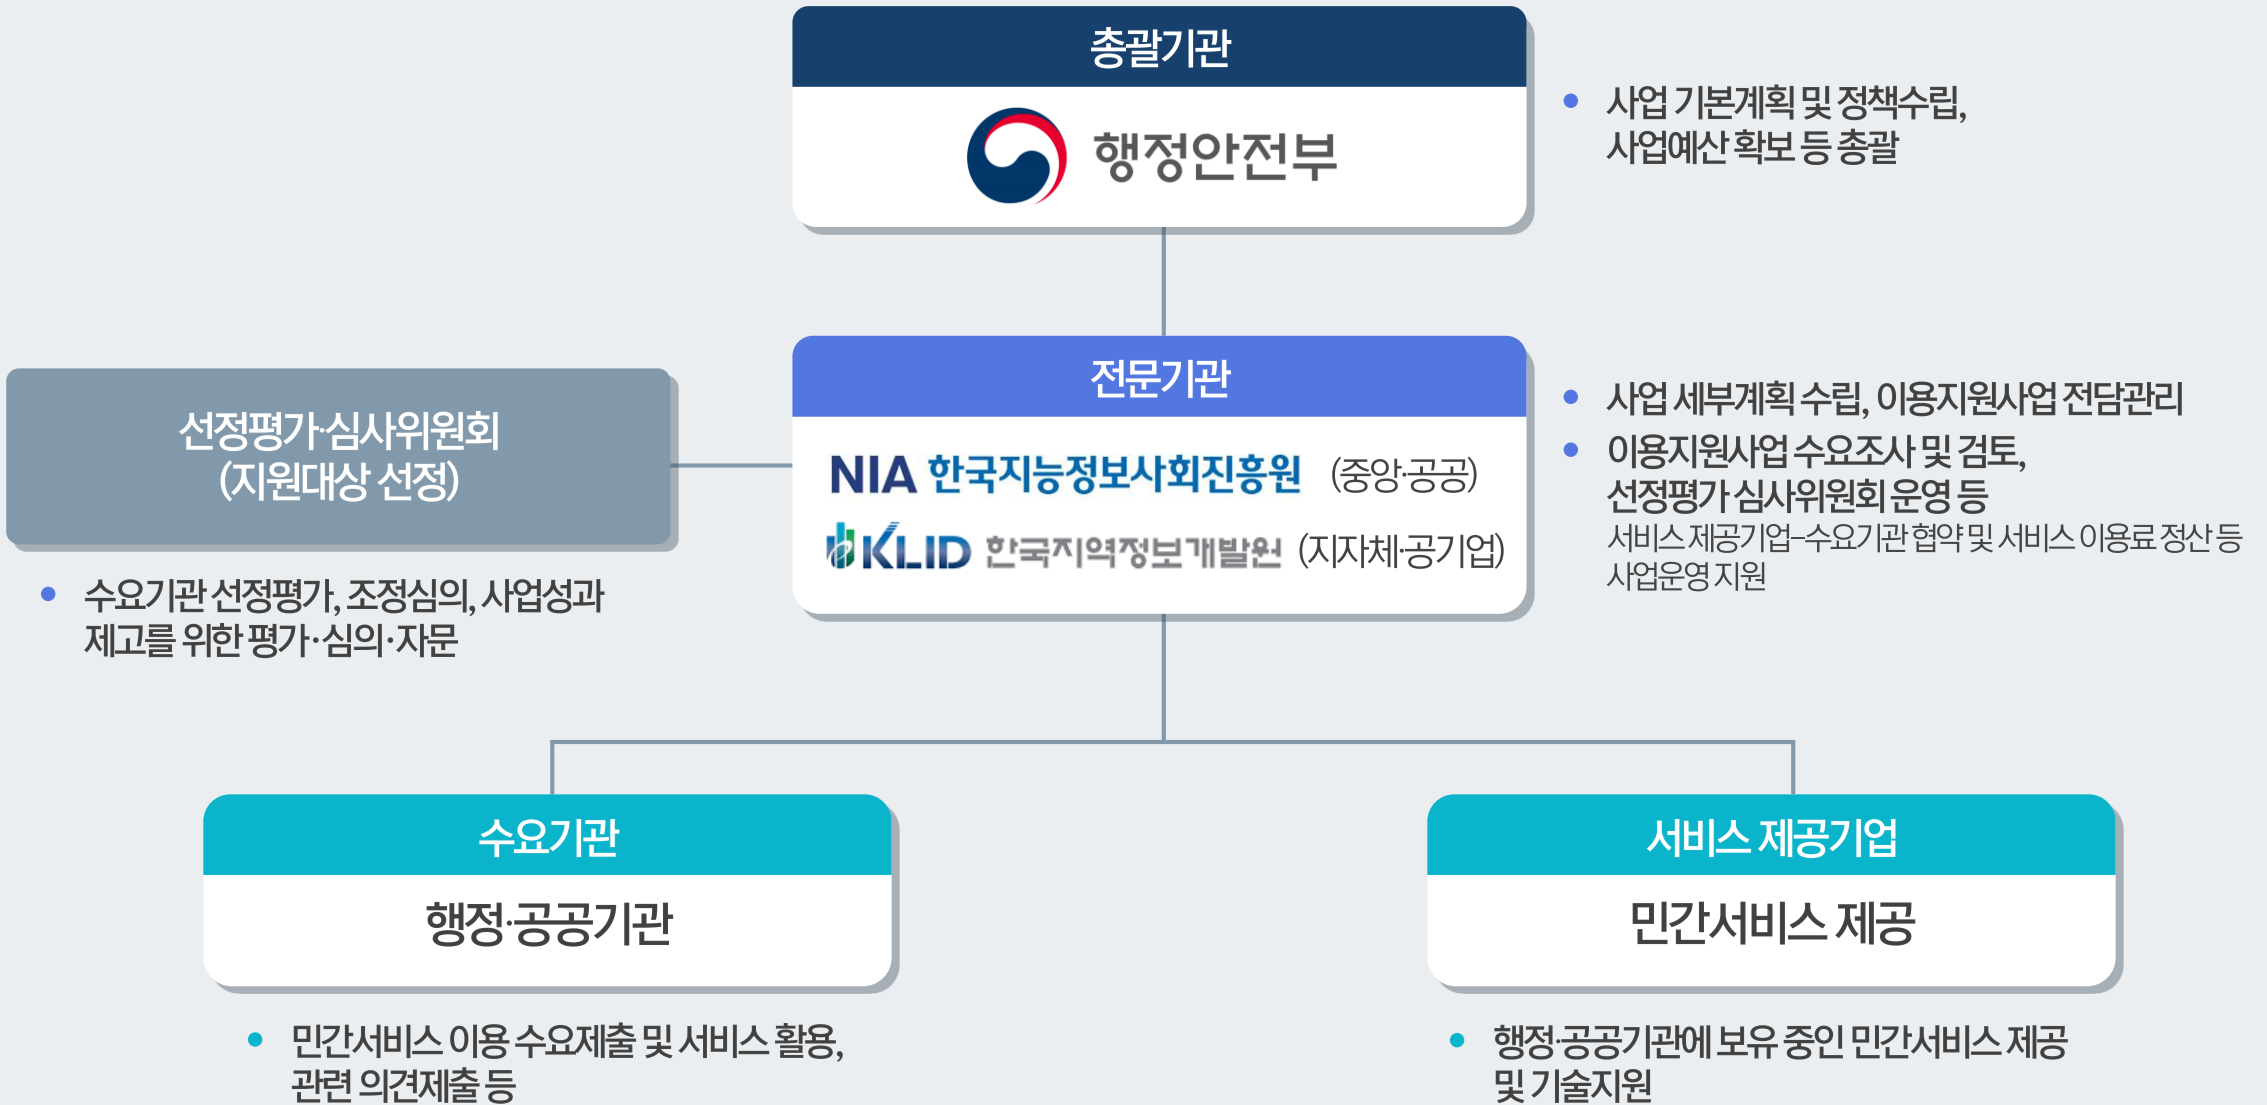 총괄기관
행정안전부
사업 기본계획 및 정책수립,
사업예산 확보 등 총괄
전문기관
NIA 한국지능정보사회진흥원 (중앙·공공)
KLID 한국지역정보개발원 (지자체·공기업)
사업 세부계획 수립, 이용지원사업 전담관리
이용지원사업 수요조사 및 검토,
선정평가 심사위원회 운영 등
서비스 제공기업-수요기관 협약 및 서비스 이용료 정산 등
사업운영 지원
선정평가·심사위원회
(지원대상 선정)
수요기관 선정평가, 조정심의, 사업성과
제고를 위한 평가·심의·자문
수요기관
행정·공공기관
민간서비스 이용 수요제출 및 서비스 활용,
관련 의견제출 등
서비스 제공기업
민간서비스 제공
행정·공공기관에 보유 중인 민간서비스 제공
및 기술지원